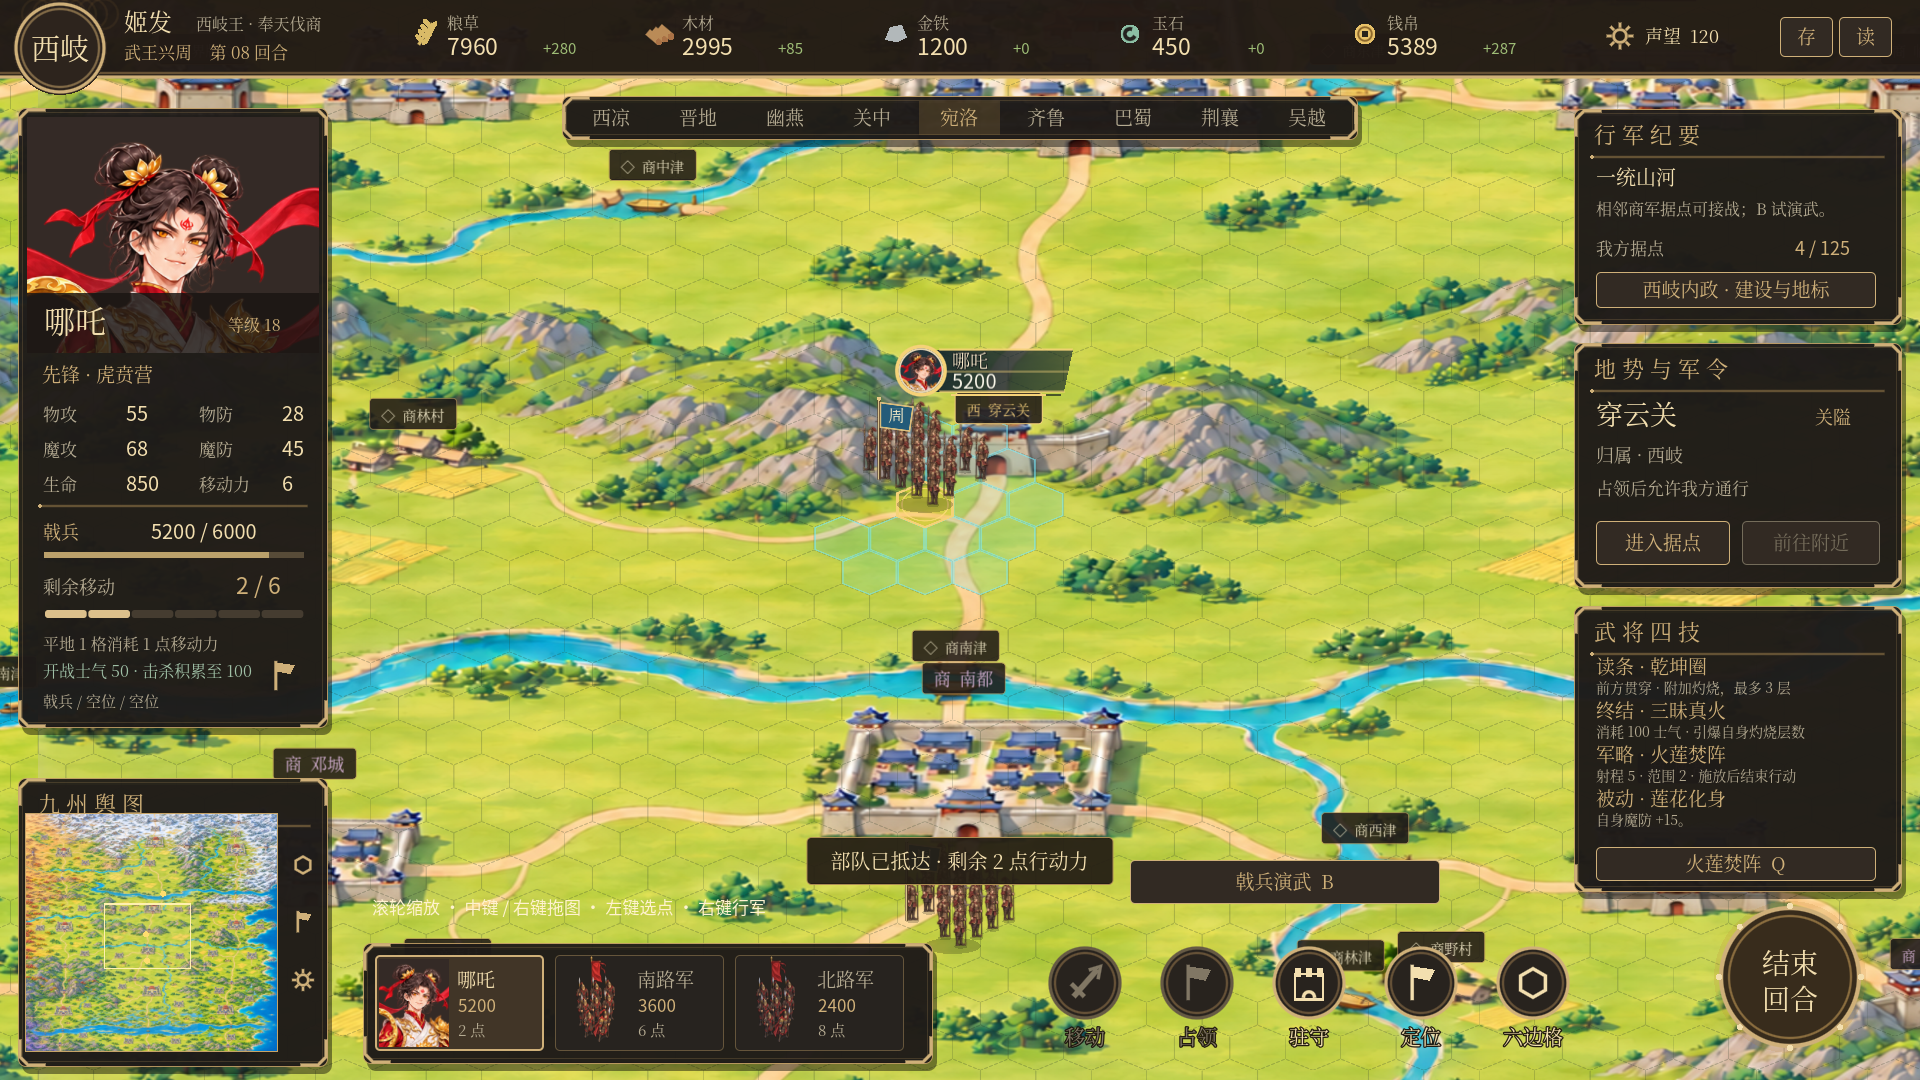 西岐
姬发 西岐王 · 奉天伐商
武王兴周 第 08 回合
粮草 7960 +280
木材 2995 +85
金铁 1200 +0
玉石 450 +0
钱帛 5389 +287
声望 120
存 读
西凉 晋地 幽燕 关中 宛洛 齐鲁 巴蜀 荆襄 吴越
哪吒 等级 18
先锋 · 虎贲营
物攻 55 物防 28
魔攻 68 魔防 45
生命 850 移动力 6
戟兵 5200 / 6000
剩余移动 2 / 6
平地 1 格消耗 1 点移动力
开战士气 50 · 击杀积累至 100
戟兵 / 空位 / 空位
商中津
哪吒
5200
周
西 穿云关
商林村
商南津
商 南都
商 邓城
商西津
商林津
商野村
商
九州舆图
部队已抵达 · 剩余 2 点行动力
戟兵演武 B
滚轮缩放 · 中键 / 右键拖图 · 左键选点 · 右键行军
哪吒
5200
2 点
南路军
3600
6 点
北路军
2400
8 点
移动 占领 驻守 定位 六边格
行军纪要
一统山河
相邻商军据点可接战；B 试演武。
我方据点 4 / 125
西岐内政 · 建设与地标
地势与军令
穿云关 关隘
归属 · 西岐
占领后允许我方通行
进入据点 前往附近
武将四技
读条 · 乾坤圈
前方贯穿 · 附加灼烧，最多 3 层
终结 · 三昧真火
消耗 100 士气 · 引爆自身灼烧层数
军略 · 火莲焚阵
射程 5 · 范围 2 · 施放后结束行动
被动 · 莲花化身
自身魔防 +15。
火莲焚阵 Q
结束
回合